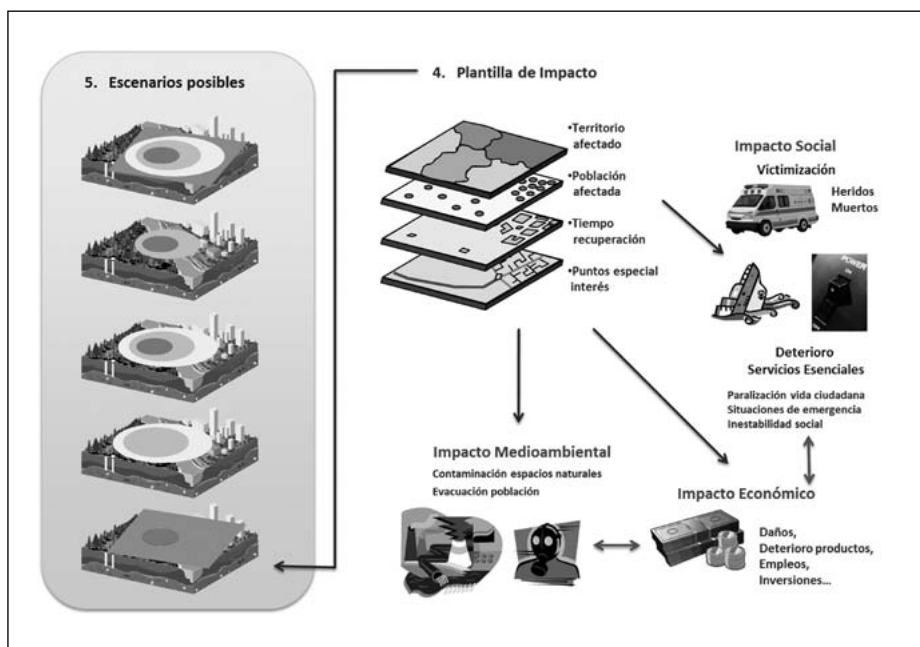 5. Escenarios posibles
4. Plantilla de Impacto
•Territorio
afectado
•Población
afectada
•Tiempo
recuperación
•Puntos especial
interés
Impacto Social
Victimización
Heridos
Muertos
POWER
ON
Deterioro
Servicios Esenciales
Paralización vida ciudadana
Situaciones de emergencia
Inestabilidad social
Impacto Medioambiental
Contaminación espacios naturales
Evacuación población
Impacto Económico
Daños,
Deterioro productos,
Empleos,
Inversiones...